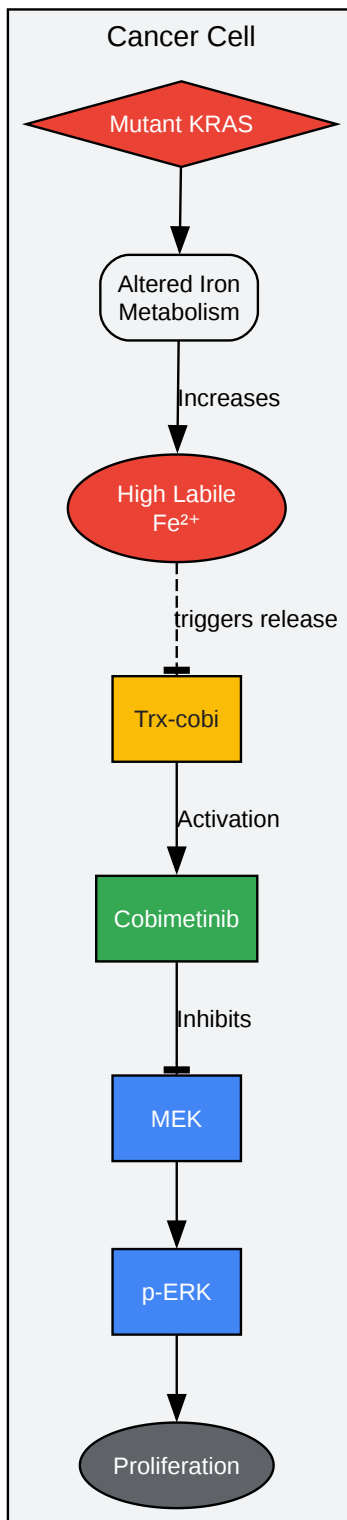 Cancer Cell
Mutant KRAS
Altered Iron
Metabolism
Increases
High Labile
Fe²⁺
triggers release
Trx-cobi
Activation
Cobimetinib
Inhibits
MEK
p-ERK
Proliferation